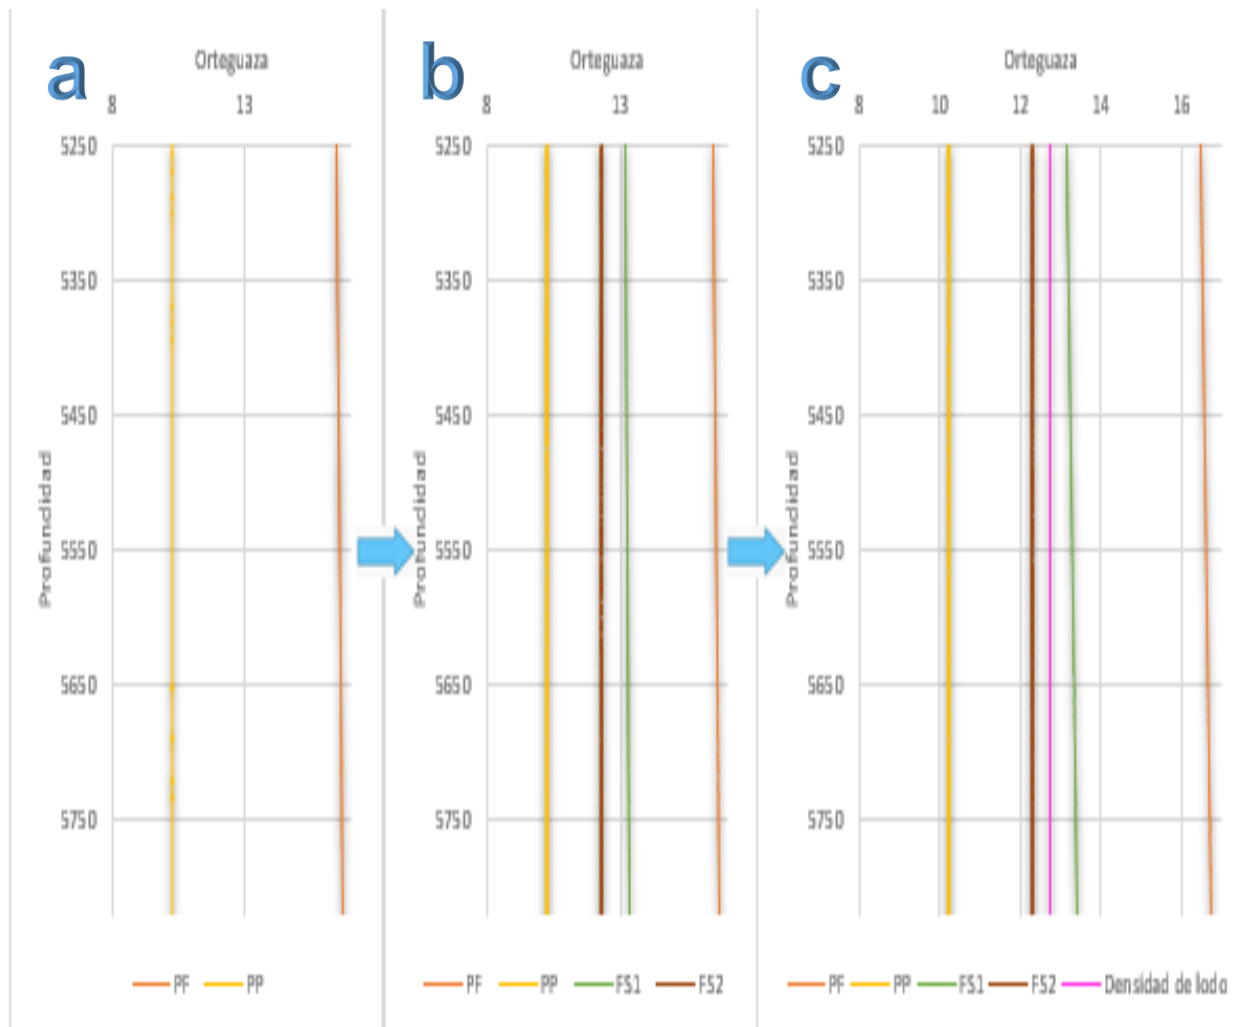 a
Orteguaza
8 13
5250
5350
5450
5550
5650
5750
Profundidad
PF PP
b
Orteguaza
8 13
5250
5350
5450
5550
5650
5750
Profundidad
PF PP FS1 FS2
c
Orteguaza
8 10 12 14 16
5250
5350
5450
5550
5650
5750
Profundidad
PF PP FS1 FS2 Densidad de lodo